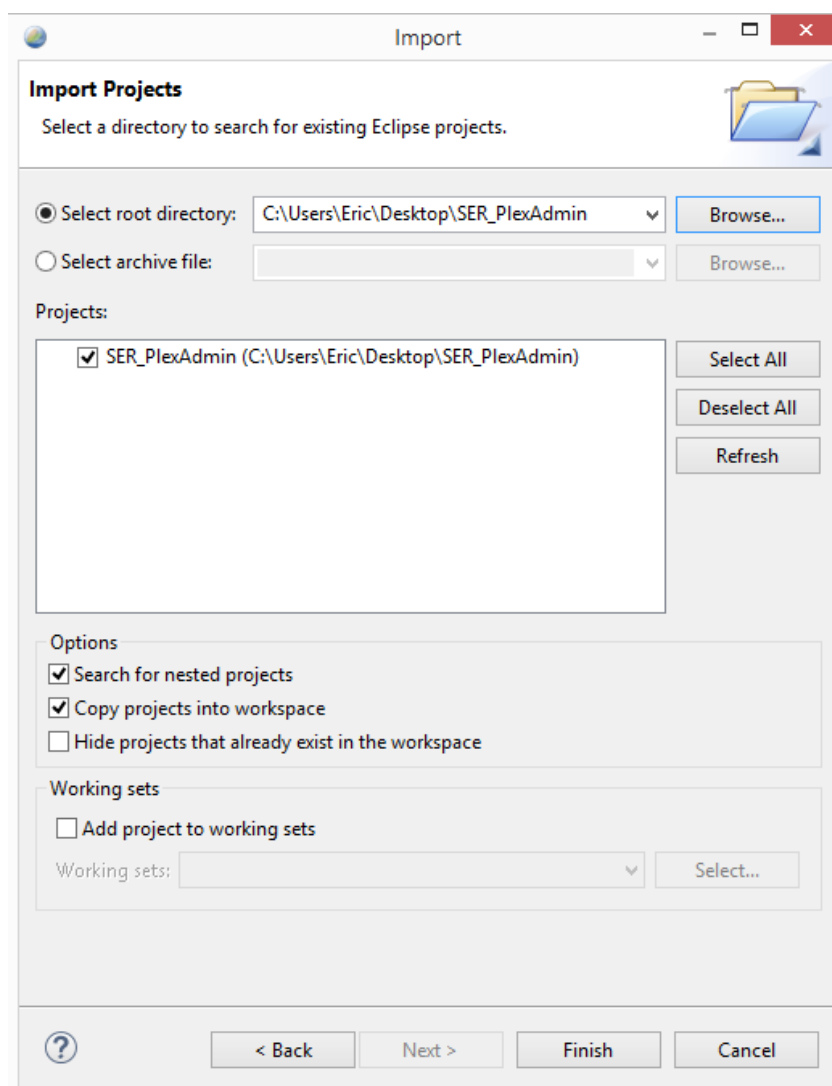 Import
Import Projects
Select a directory to search for existing Eclipse projects.
Select root directory: C:\Users\Eric\Desktop\SER_PlexAdmin Browse...
Select archive file: Browse...
Projects:
SER_PlexAdmin (C:\Users\Eric\Desktop\SER_PlexAdmin)
Select All
Deselect All
Refresh
Options
Search for nested projects
Copy projects into workspace
Hide projects that already exist in the workspace
Working sets
Add project to working sets
Working sets: Select...
? < Back Next > Finish Cancel